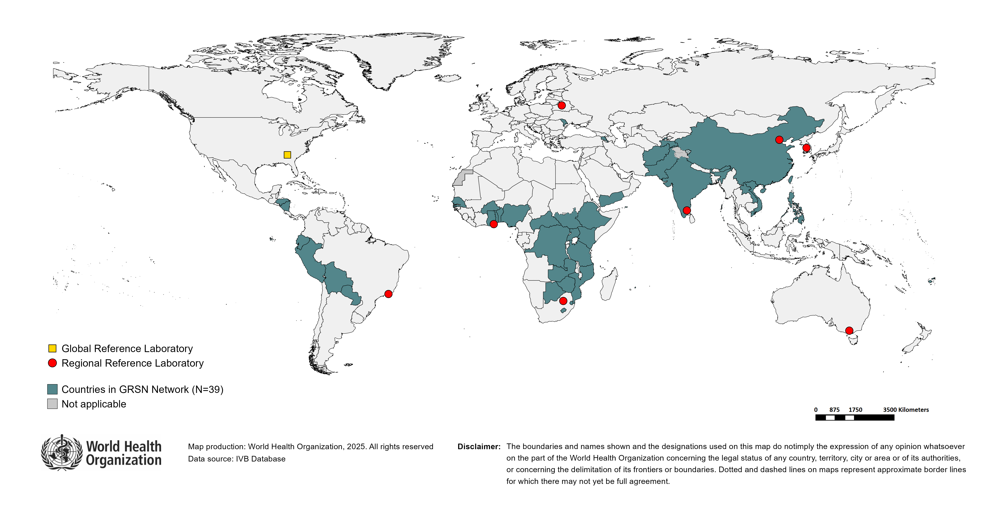 Global Reference Laboratory
Regional Reference Laboratory
Countries in GRSN Network (N=39)
Not applicable
0 875 1750 3500 Kilometers
World Health
Organization
Map production: World Health Organization, 2025. All rights reserved
Data source: IVB Database
Disclaimer: The boundaries and names shown and the designations used on this map do notimply the expression of any opinion whatsoever
on the part of the World Health Organization concerning the legal status of any country, territory, city or area or of its authorities,
or concerning the delimitation of its frontiers or boundaries. Dotted and dashed lines on maps represent approximate border lines
for which there may not yet be full agreement.